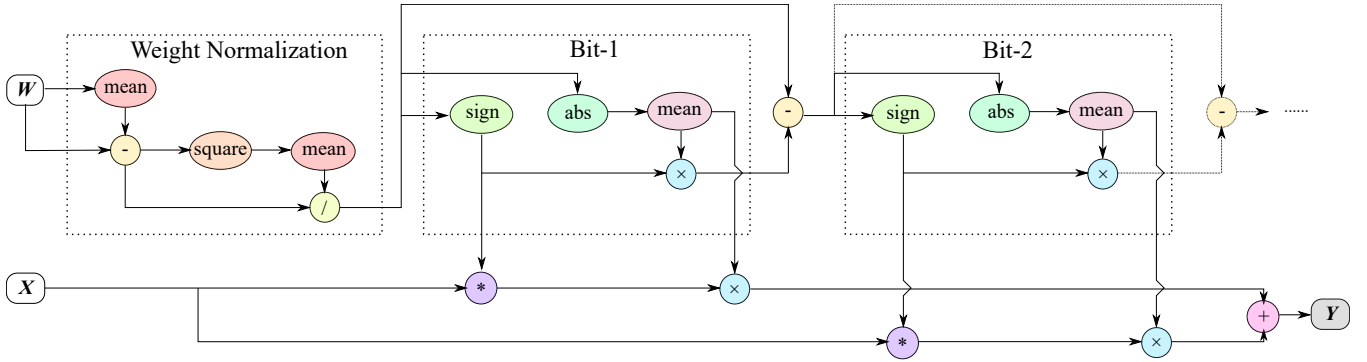 Weight Normalization
Bit-1
Bit-2
W
mean
sign
abs
mean
-
sign
abs
mean
-
......
-
square
mean
×
×
/
X
*
×
+
Y
*
×